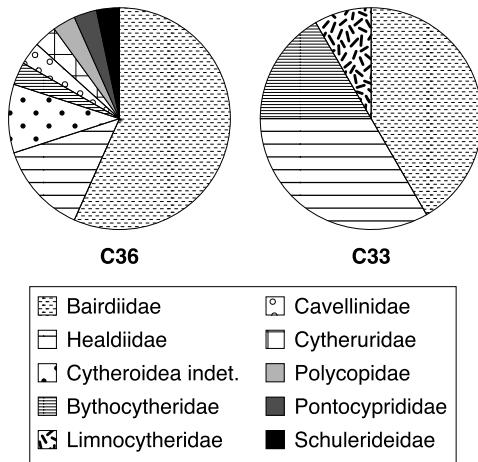 C36 C33
Bairdiidae Cavellinidae
Healdiidae Cytheruridae
Cytheroidea indet. Polycopidae
Bythocytheridae Pontocyprididae
Limnocytheridae Schulerideidae